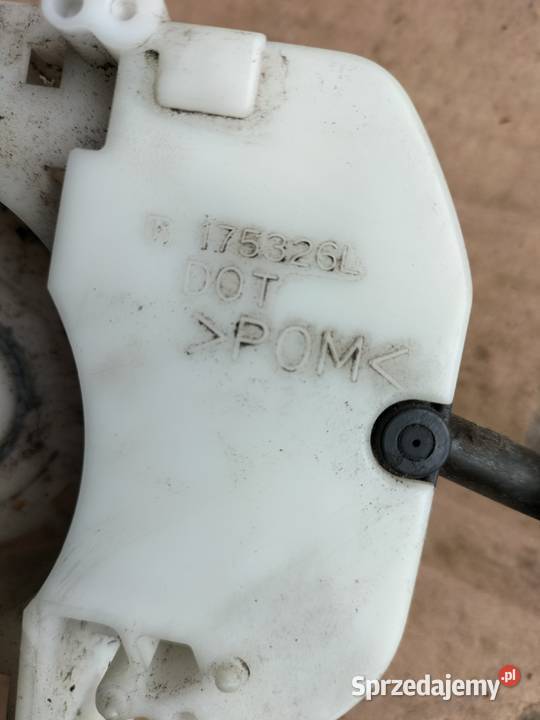 175326L
DOT
>POM<
Sprzedajemy.pl